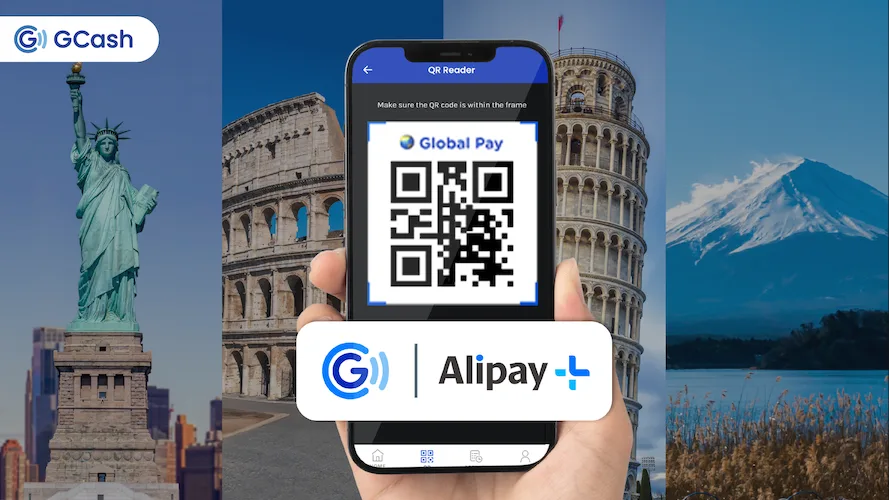 GCash
QR Reader
Make sure the QR code is within the frame
Global Pay
Alipay